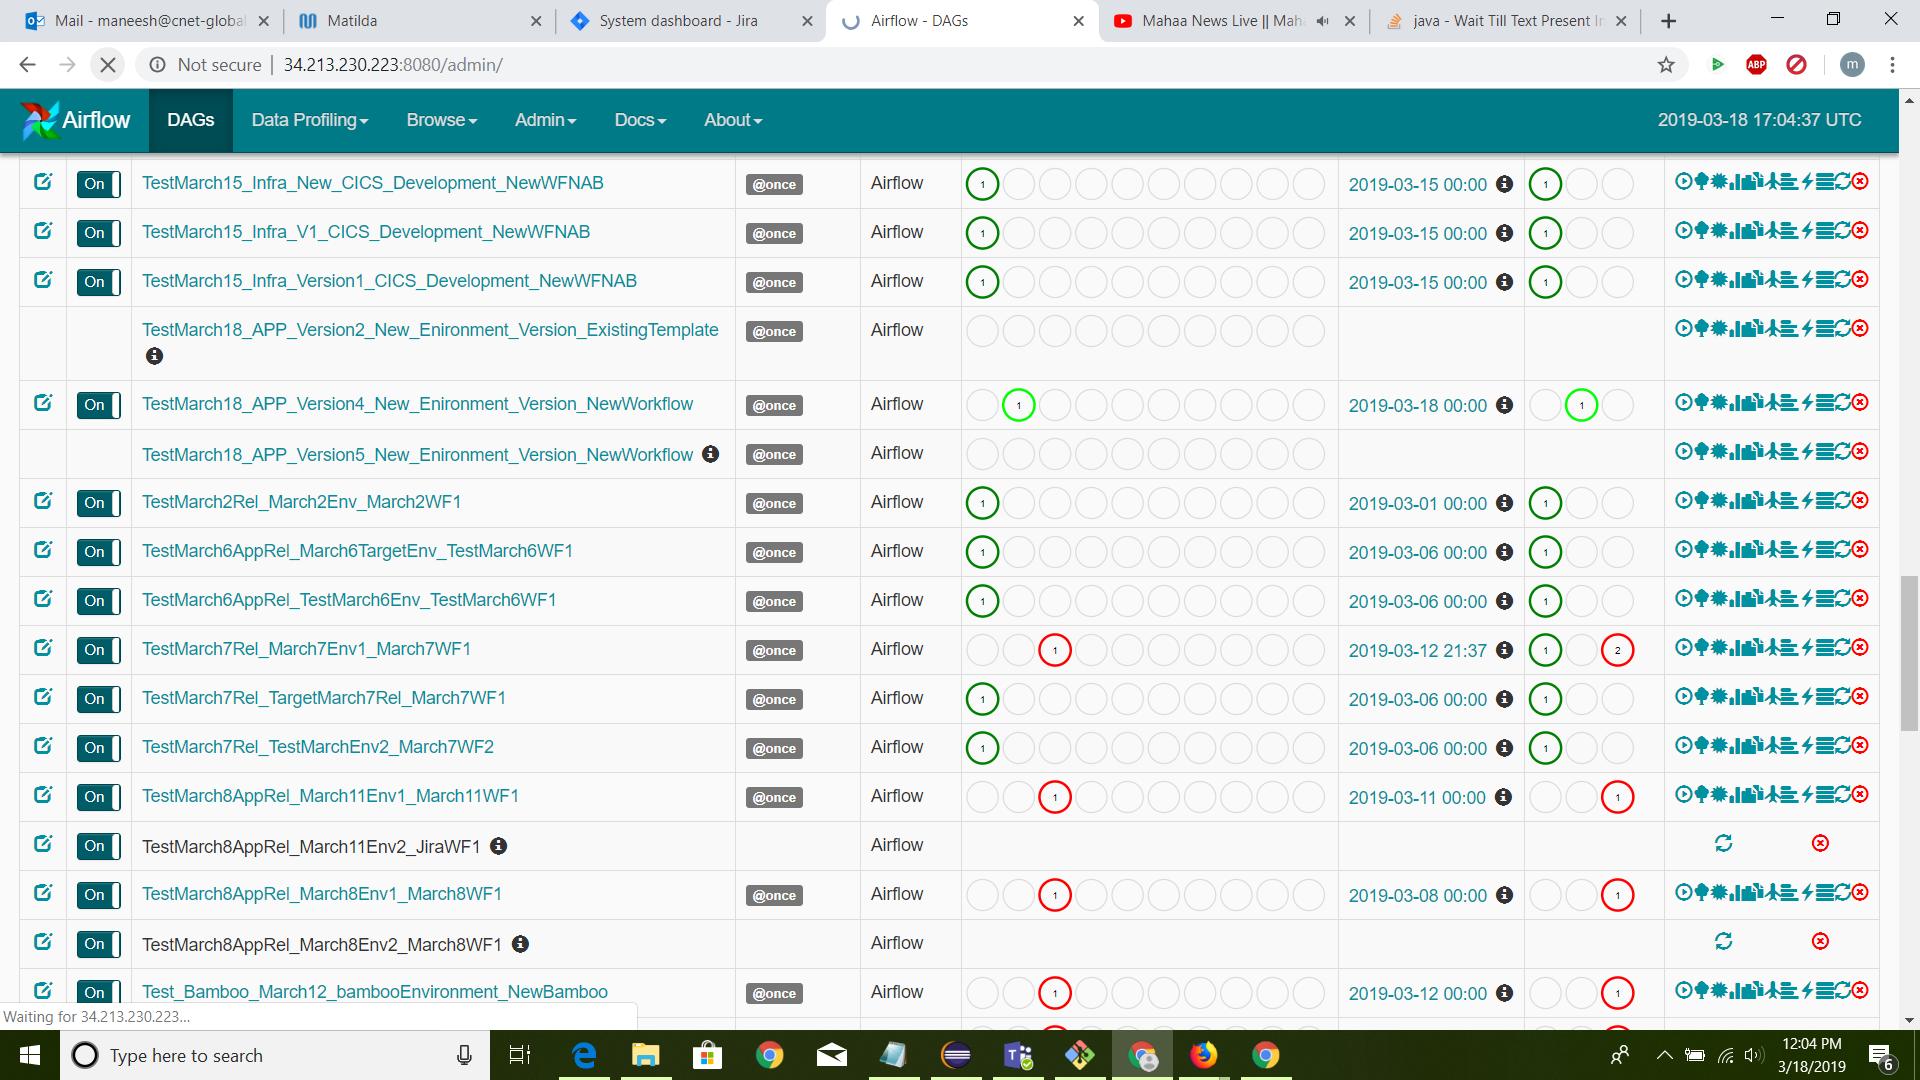 Mail - maneesh@cnet-global
Matilda
System dashboard - Jira
Airflow - DAGs
Mahaa News Live || Mah
java - Wait Till Text Present In
Not secure | 34.213.230.223:8080/admin/
ABP
m
Airflow DAGs Data Profiling Browse Admin Docs About 2019-03-18 17:04:37 UTC
On TestMarch15_Infra_New_CICS_Development_NewWFNAB @once Airflow 1 2019-03-15 00:00 1
On TestMarch15_Infra_V1_CICS_Development_NewWFNAB @once Airflow 1 2019-03-15 00:00 1
On TestMarch15_Infra_Version1_CICS_Development_NewWFNAB @once Airflow 1 2019-03-15 00:00 1
TestMarch18_APP_Version2_New_Enironment_Version_ExistingTemplate @once Airflow
On TestMarch18_APP_Version4_New_Enironment_Version_NewWorkflow @once Airflow 1 2019-03-18 00:00 1
TestMarch18_APP_Version5_New_Enironment_Version_NewWorkflow @once Airflow
On TestMarch2Rel_March2Env_March2WF1 @once Airflow 1 2019-03-01 00:00 1
On TestMarch6AppRel_March6TargetEnv_TestMarch6WF1 @once Airflow 1 2019-03-06 00:00 1
On TestMarch6AppRel_TestMarch6Env_TestMarch6WF1 @once Airflow 1 2019-03-06 00:00 1
On TestMarch7Rel_March7Env1_March7WF1 @once Airflow 1 2019-03-12 21:37 1 2
On TestMarch7Rel_TargetMarch7Rel_March7WF1 @once Airflow 1 2019-03-06 00:00 1
On TestMarch7Rel_TestMarchEnv2_March7WF2 @once Airflow 1 2019-03-06 00:00 1
On TestMarch8AppRel_March11Env1_March11WF1 @once Airflow 1 2019-03-11 00:00 1
On TestMarch8AppRel_March11Env2_JiraWF1 Airflow
On TestMarch8AppRel_March8Env1_March8WF1 @once Airflow 1 2019-03-08 00:00 1
On TestMarch8AppRel_March8Env2_March8WF1 Airflow
On Test_Bamboo_March12_bambooEnvironment_NewBamboo @once Airflow 1 2019-03-12 00:00 1
Waiting for 34.213.230.223...
Type here to search
12:04 PM
3/18/2019
6